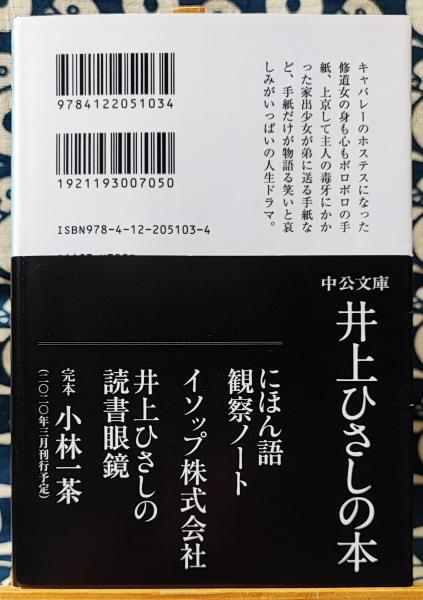 キャバレーのホステスになった
修道女の身も心もボロボロの手
紙、上京して主人の毒牙にかか
った家出少女が弟に送る手紙な
ど、手紙だけが物語る笑いと哀
しみがいっぱいの人生ドラマ。
9784122051034
1921193007050
ISBN978-4-12-205103-4
中公文庫
井上ひさしの本
にほん語
観察ノート
イソップ株式会社
井上ひさしの
読書眼鏡
完本 小林一茶
(二〇二〇年三月刊行予定)